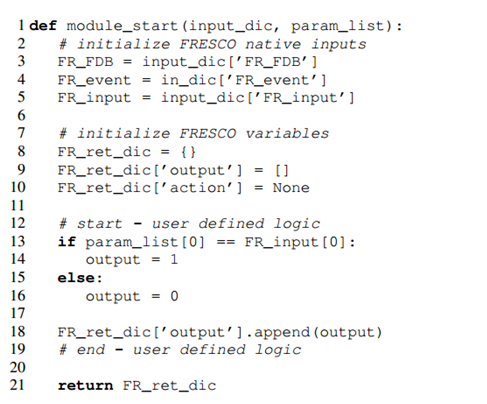 1 def module_start(input_dic, param_list):
2 # initialize FRESCO native inputs
3 FR_FDB = input_dic['FR_FDB']
4 FR_event = in_dic['FR_event']
5 FR_input = input_dic['FR_input']
6
7 # initialize FRESCO variables
8 FR_ret_dic = {}
9 FR_ret_dic['output'] = []
10 FR_ret_dic['action'] = None
11
12 # start - user defined logic
13 if param_list[0] == FR_input[0]:
14 output = 1
15 else:
16 output = 0
17
18 FR_ret_dic['output'].append(output)
19 # end - user defined logic
20
21 return FR_ret_dic